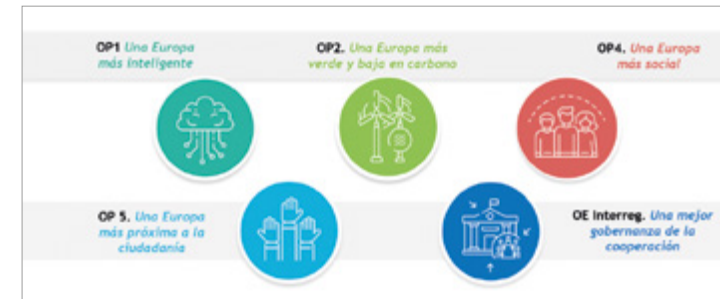 OP1 Una Europa
más inteligente
OP2. Una Europa más
verde y baja en carbono
OP4. Una Europa
más social
OP 5. Una Europa
más próxima a la
ciudadanía
OE Interreg. Una mejor
gobernanza de la
cooperación